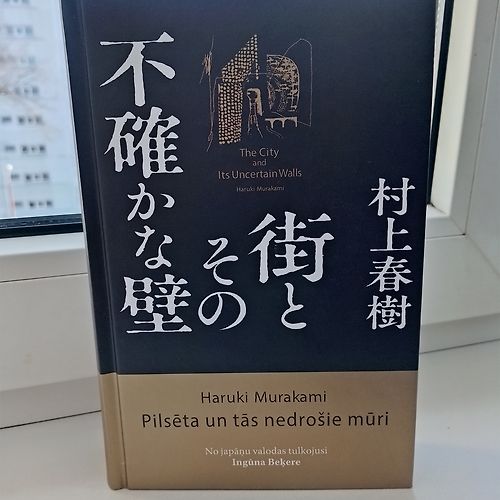 The City
and
Its Uncertain Walls
Haruki Murakami
街と
その
不確かな壁
村上春樹
Haruki Murakami
Pilsēta un tās nedrošie mūri
No japāņu valodas tulkojusi
Ingūna Beķere